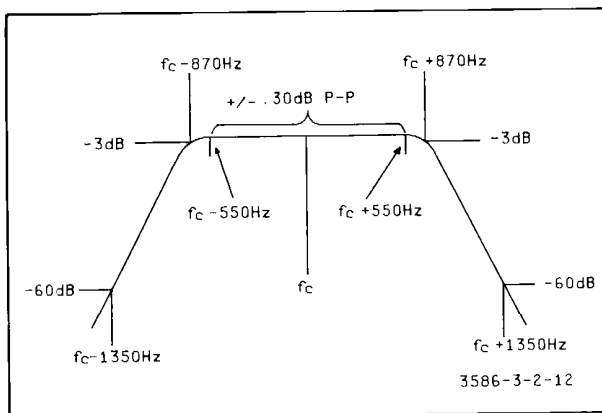 fc-870Hz
fc+870Hz
+/- .30dB P-P
-3dB
-3dB
fc-550Hz
fc+550Hz
fc
-60dB
-60dB
fc-1350Hz
fc+1350Hz
3586-3-2-12